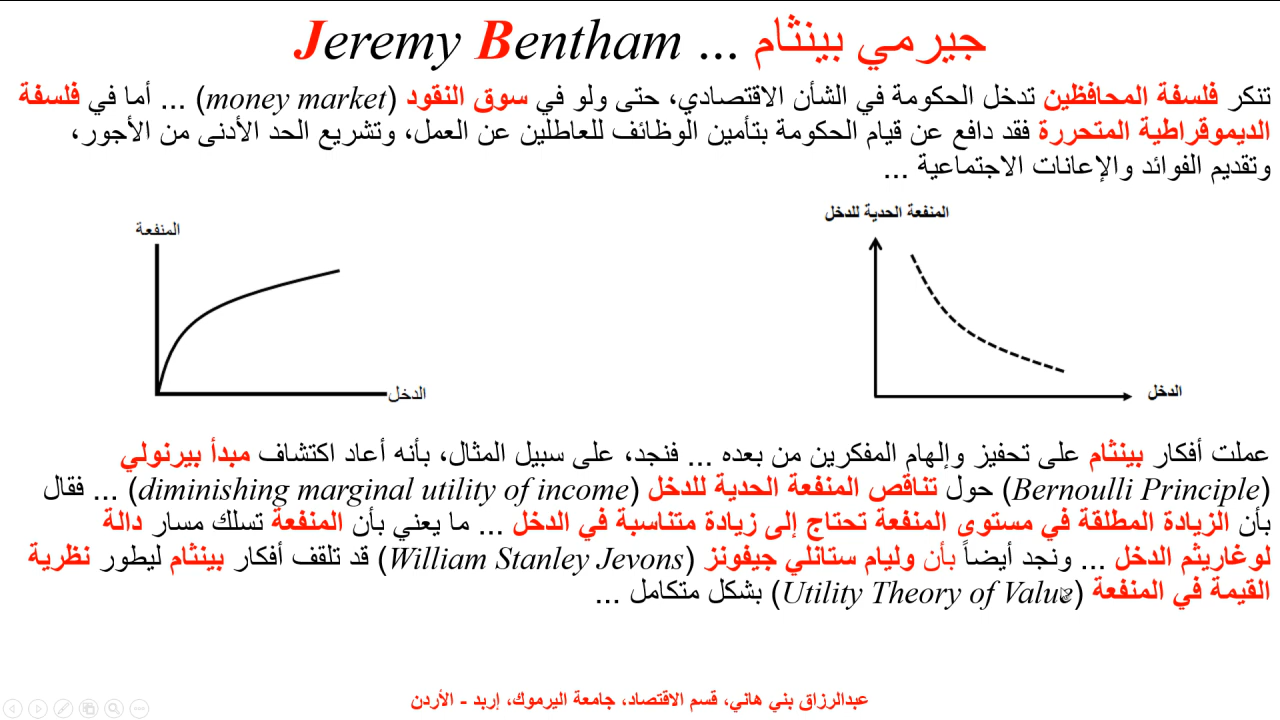 جيرمي بينثام ... Jeremy Bentham
تنكر فلسفة المحافظين تدخل الحكومة في الشأن الاقتصادي، حتى ولو في سوق النقود (money market) ... أما في فلسفة
الديموقراطية المتحررة فقد دافع عن قيام الحكومة بتأمين الوظائف للعاطلين عن العمل، وتشريع الحد الأدنى من الأجور،
وتقديم الفوائد والإعانات الاجتماعية ...
المنفعة الحدية للدخل
الدخل
المنفعة
الدخل
عملت أفكار بينثام على تحفيز وإلهام المفكرين من بعده ... فنجد، على سبيل المثال، بأنه أعاد اكتشاف مبدأ بيرنولي
(Bernoulli Principle) حول تناقص المنفعة الحدية للدخل (diminishing marginal utility of income) ... فقال
بأن الزيادة المطلقة في مستوى المنفعة تحتاج إلى زيادة متناسبة في الدخل ... ما يعني بأن المنفعة تسلك مسار دالة
لوغاريثم الدخل ... ونجد أيضاً بأن وليام ستانلي جيفونز (William Stanley Jevons) قد تلقف أفكار بينثام ليطور نظرية
القيمة في المنفعة (Utility Theory of Value) بشكل متكامل ...
عبدالرزاق بني هاني، قسم الاقتصاد، جامعة اليرموك، إربد - الأردن